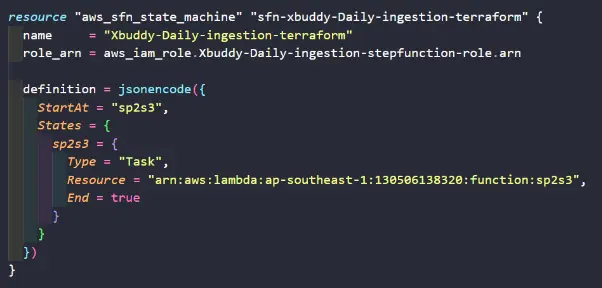 resource "aws_sfn_state_machine" "sfn-xbuddy-Daily-ingestion-terraform" {
  name     = "Xbuddy-Daily-ingestion-terraform"
  role_arn = aws_iam_role.Xbuddy-Daily-ingestion-stepfunction-role.arn
  definition = jsonencode({
    StartAt = "sp2s3",
    States = {
      sp2s3 = {
        Type = "Task",
        Resource = "arn:aws:lambda:ap-southeast-1:130506138320:function:sp2s3",
        End = true
      }
    }
  })
}